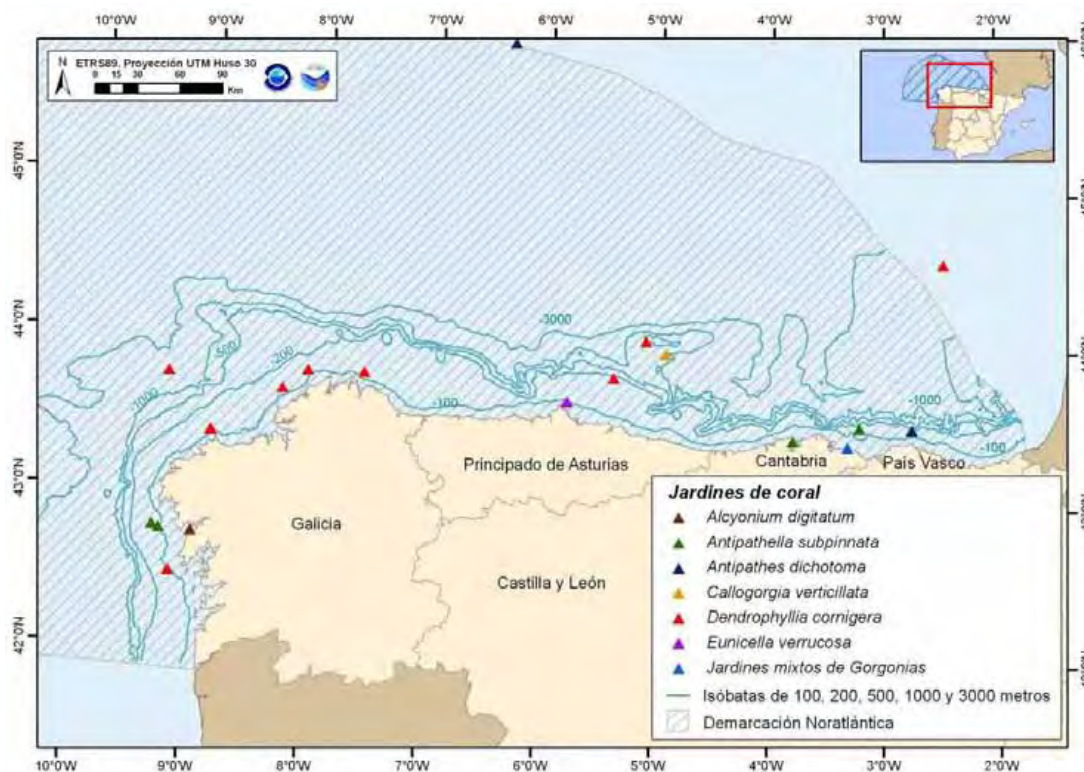 10°0'W 9°0'W 8°0'W 7°0'W 6°0'W 5°0'W 4°0'W 3°0'W 2°0'W
N ETRS89. Proyección UTM Huso 30
0 15 30 60 90
Km
45°0'N
45°0'N
44°0'N
44°0'N
-3000
-500
-200
-1000
-100
-1000
-100
43°0'N
42°0'N
Principado de Asturias
Cantabria
País Vasco
Galicia
Castilla y León
Jardines de coral
Alcyonium digitatum
Antipathella subpinnata
Antipathes dichotoma
Callogorgia verticillata
Dendrophyllia cornigera
Eunicella verrucosa
Jardines mixtos de Gorgonias
Isóbatas de 100, 200, 500, 1000 y 3000 metros
Demarcación Noratlántica
10°0'W 9°0'W 8°0'W 7°0'W 6°0'W 5°0'W 4°0'W 3°0'W 2°0'W